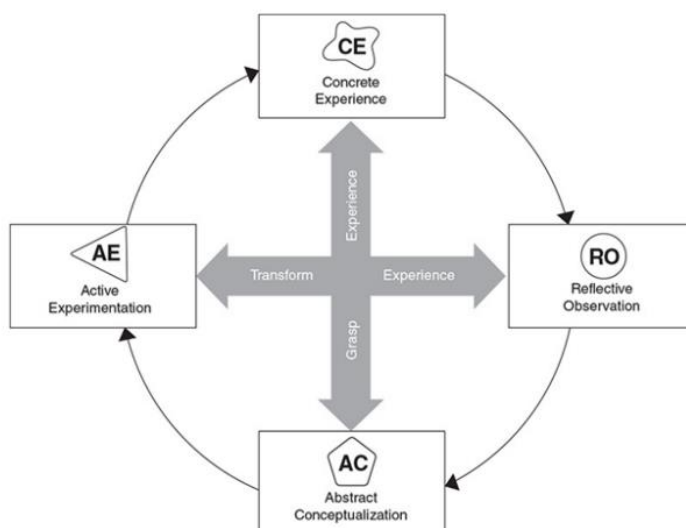 CE
Concrete
Experience
Experience
AE
Active
Experimentation
Transform
Experience
RO
Reflective
Observation
Grasp
AC
Abstract
Conceptualization